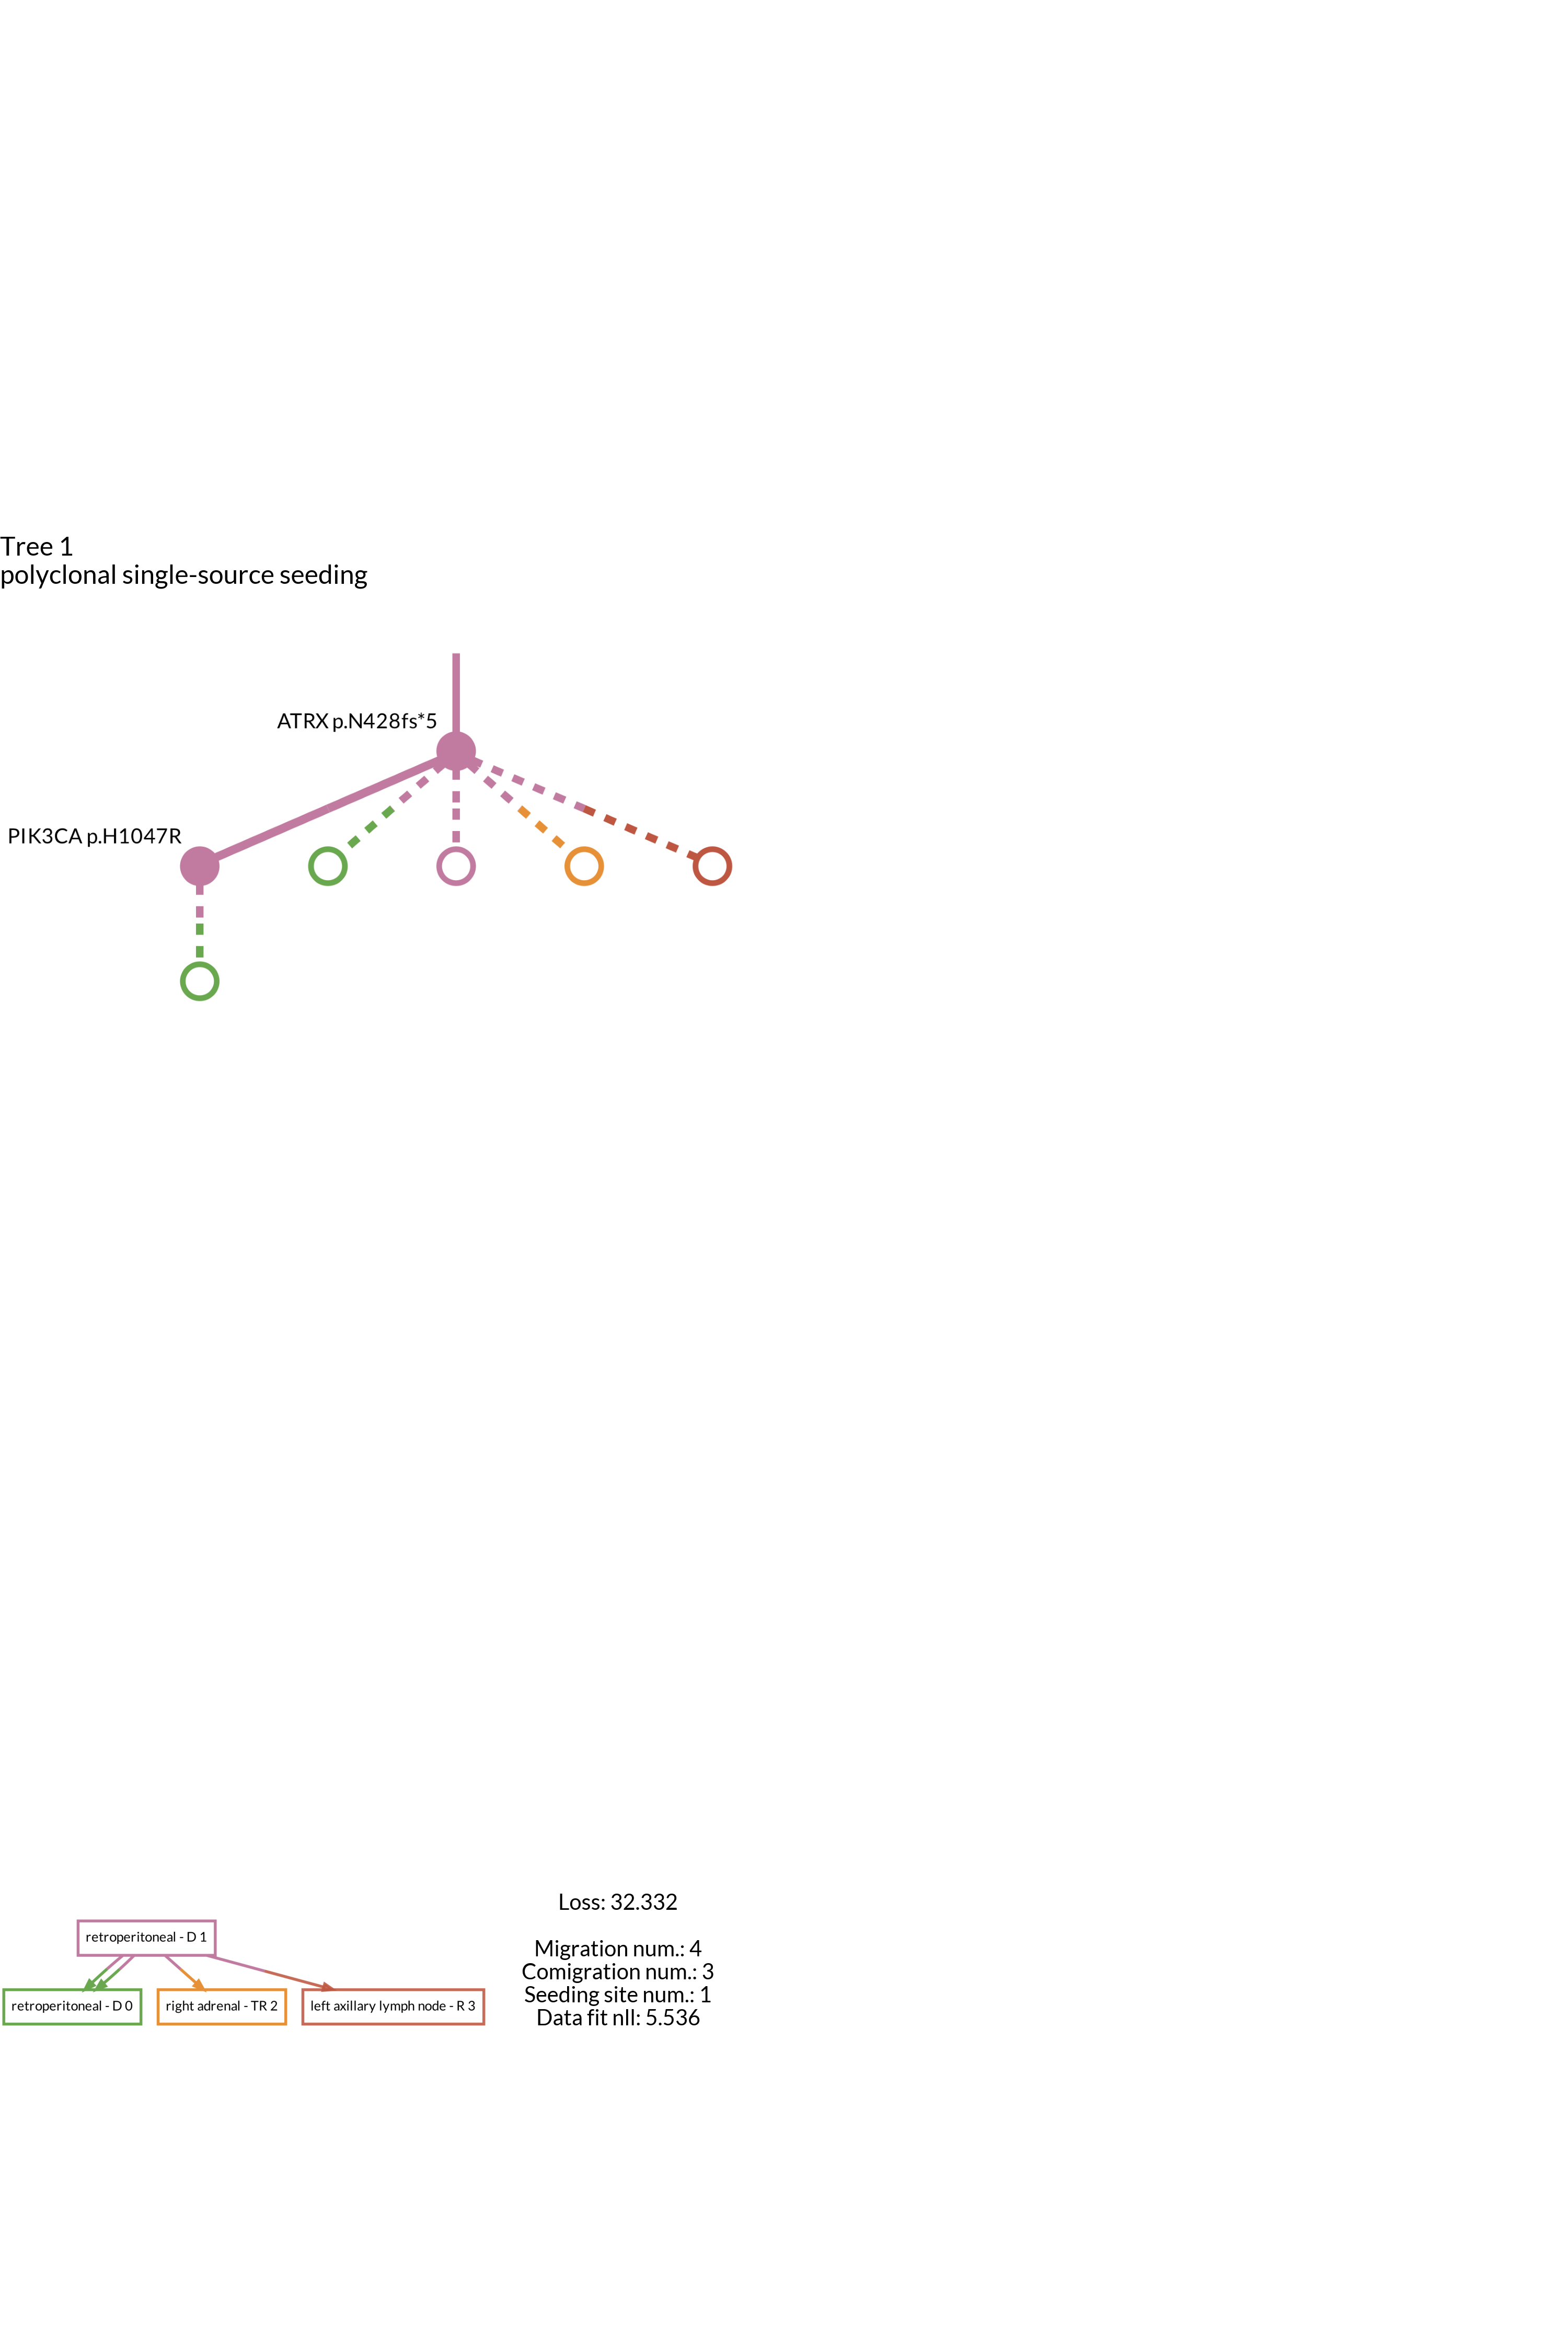 Tree 1
polyclonal single-source seeding
ATRX p.N428fs*5
PIK3CA p.H1047R
Loss: 32.332
retroperitoneal - D 1
Migration num.: 4
Comigration num.: 3
Seeding site num.: 1
Data fit nll: 5.536
retroperitoneal - D 0
right adrenal - TR 2
left axillary lymph node - R 3